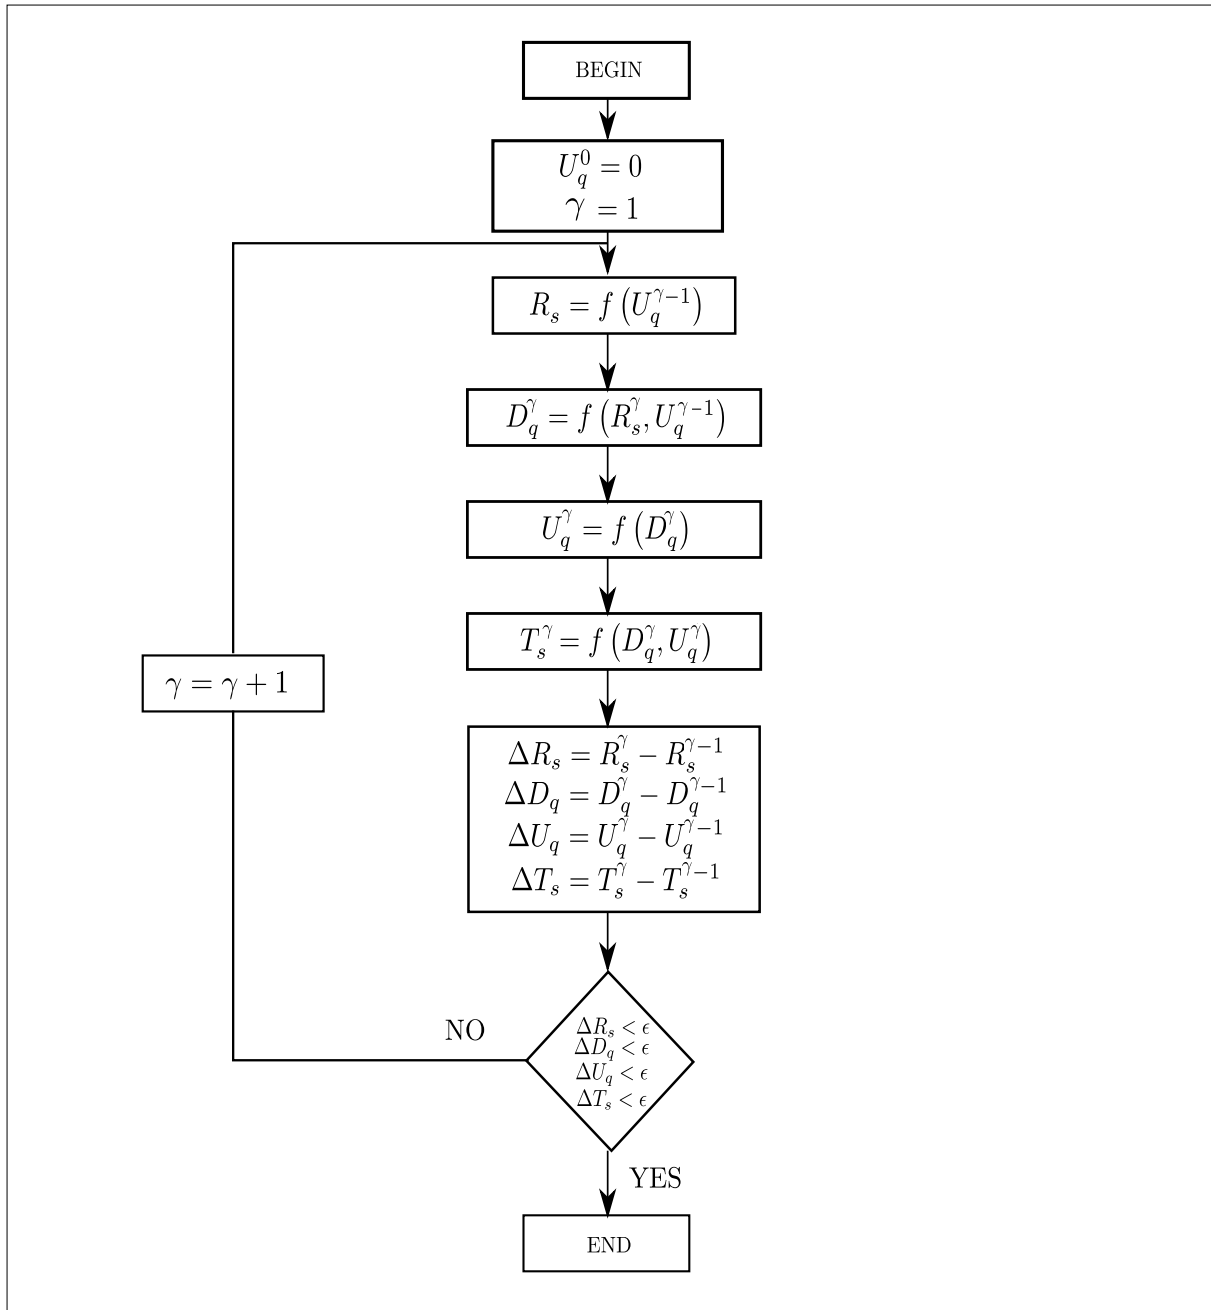 BEGIN
U_q^0 = 0
γ = 1
R_s = f (U_q^{γ−1})
D_q^γ = f (R_s^γ, U_q^{γ−1})
U_q^γ = f (D_q^γ)
T_s^γ = f (D_q^γ, U_q^γ)
γ = γ + 1
ΔR_s = R_s^γ − R_s^{γ−1}
ΔD_q = D_q^γ − D_q^{γ−1}
ΔU_q = U_q^γ − U_q^{γ−1}
ΔT_s = T_s^γ − T_s^{γ−1}
NO
ΔR_s < ϵ
ΔD_q < ϵ
ΔU_q < ϵ
ΔT_s < ϵ
YES
END